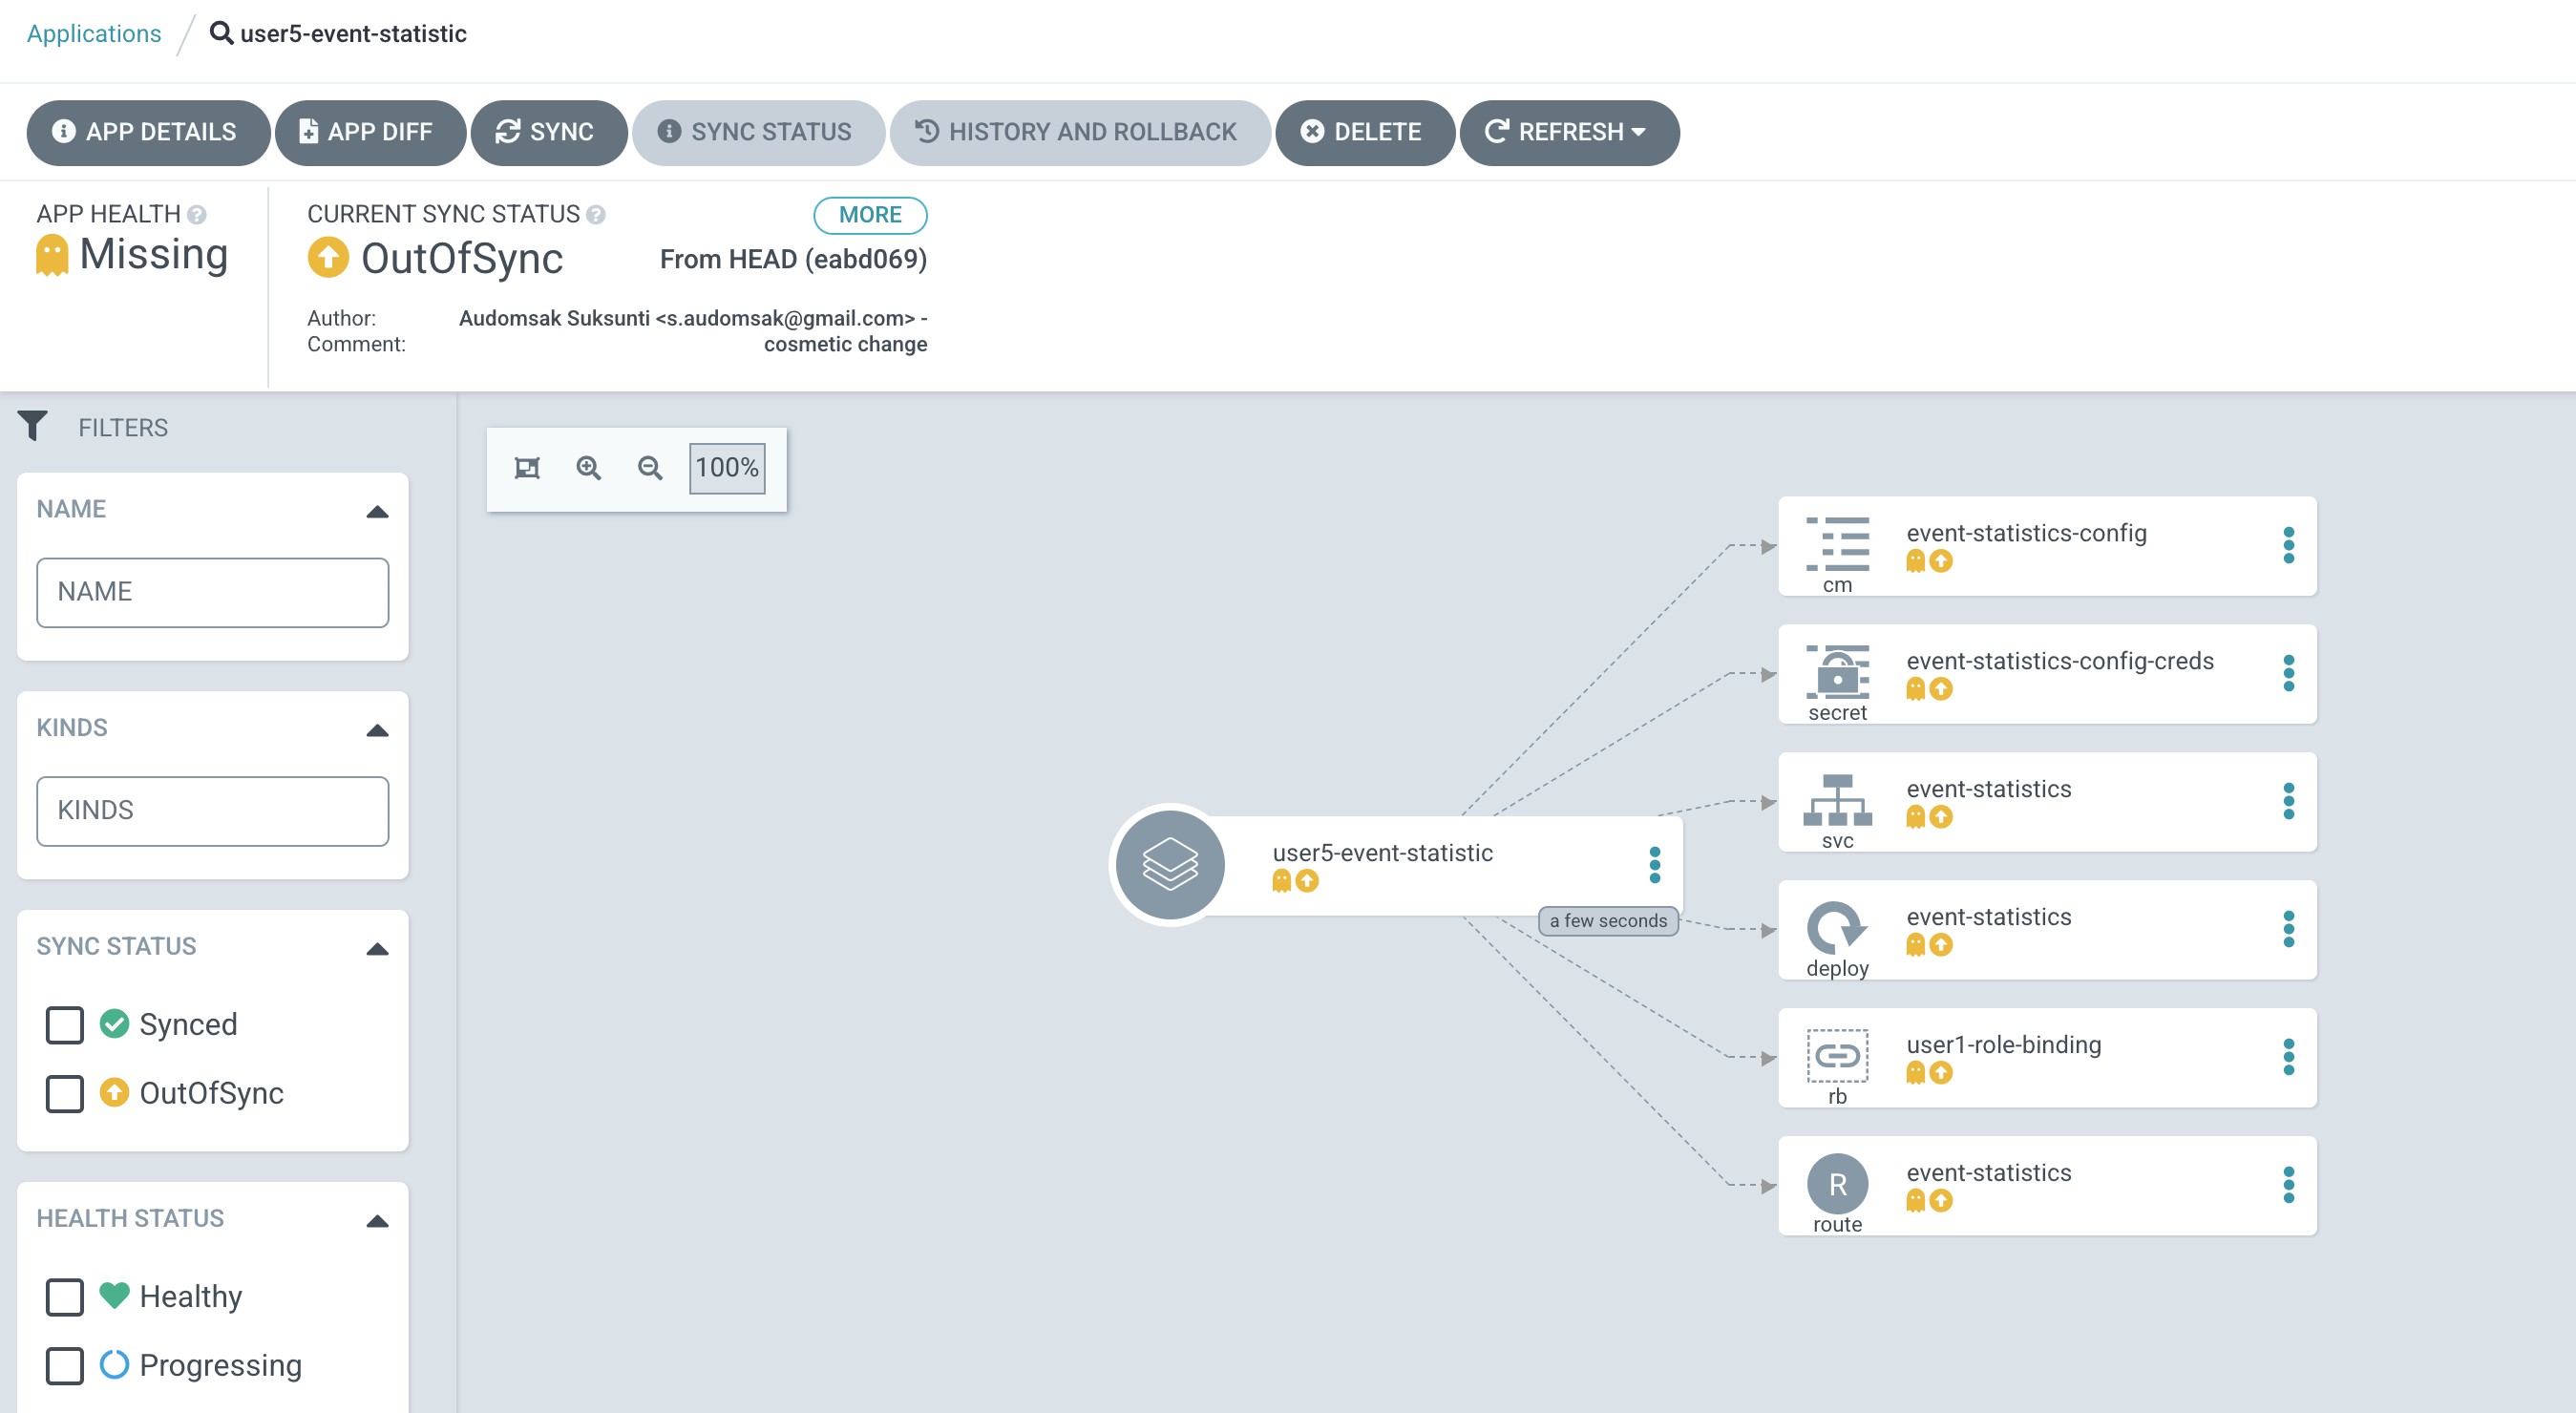 Applications
user5-event-statistic
APP DETAILS
APP DIFF
SYNC
SYNC STATUS
HISTORY AND ROLLBACK
DELETE
REFRESH
APP HEALTH
Missing
CURRENT SYNC STATUS
MORE
OutOfSync
From HEAD (eabd069)
Author: Audomsak Suksunti <s.audomsak@gmail.com> -
Comment: cosmetic change
FILTERS
NAME
NAME
KINDS
KINDS
SYNC STATUS
Synced
OutOfSync
HEALTH STATUS
Healthy
Progressing
100%
user5-event-statistic
a few seconds
event-statistics-config
cm
event-statistics-config-creds
secret
event-statistics
svc
event-statistics
deploy
user1-role-binding
rb
event-statistics
R
route